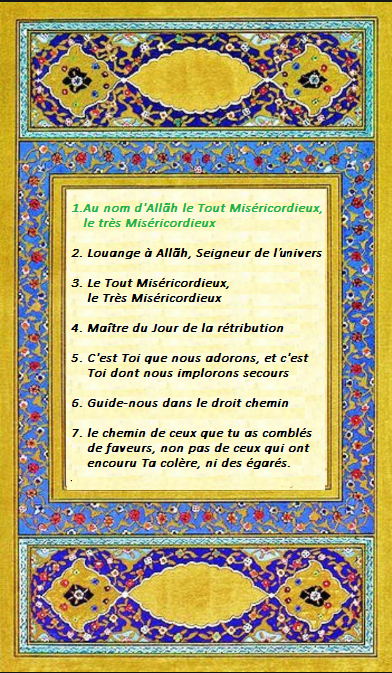 1.Au nom d'Allãh le Tout Miséricordieux,
le très Miséricordieux
2. Louange à Allãh, Seigneur de l'univers
3. Le Tout Miséricordieux,
le Très Miséricordieux
4. Maître du Jour de la rétribution
5. C'est Toi que nous adorons, et c'est
Toi dont nous implorons secours
6. Guide-nous dans le droit chemin
7. le chemin de ceux que tu as comblés
de faveurs, non pas de ceux qui ont
encouru Ta colère, ni des égarés.